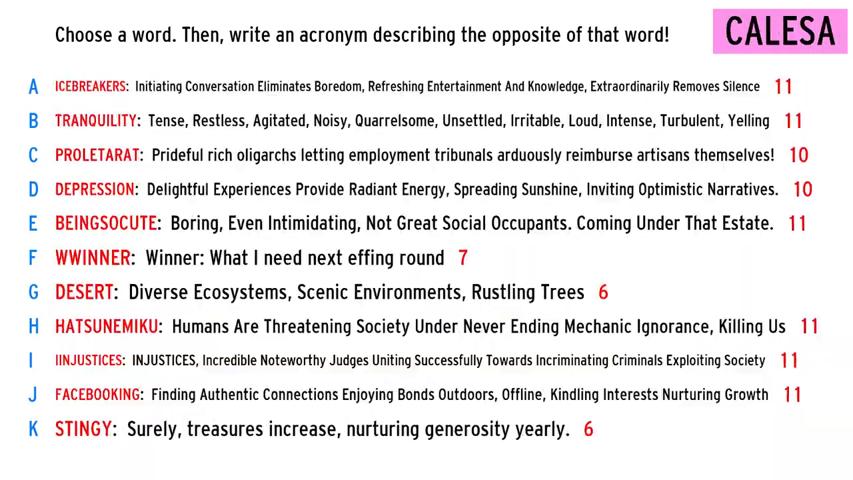 Choose a word. Then, write an acronym describing the opposite of that word!
CALESA
A ICEBREAKERS: Initiating Conversation Eliminates Boredom, Refreshing Entertainment And Knowledge, Extraordinarily Removes Silence 11
B TRANQUILITY: Tense, Restless, Agitated, Noisy, Quarrelsome, Unsettled, Irritable, Loud, Intense, Turbulent, Yelling 11
C PROLETARAT: Prideful rich oligarchs letting employment tribunals arduously reimburse artisans themselves! 10
D DEPRESSION: Delightful Experiences Provide Radiant Energy, Spreading Sunshine, Inviting Optimistic Narratives. 10
E BEINGSOCUTE: Boring, Even Intimidating, Not Great Social Occupants. Coming Under That Estate. 11
F WWINNER: Winner: What I need next effing round 7
G DESERT: Diverse Ecosystems, Scenic Environments, Rustling Trees 6
H HATSUNEMIKU: Humans Are Threatening Society Under Never Ending Mechanic Ignorance, Killing Us 11
I IINJUSTICES: INJUSTICES, Incredible Noteworthy Judges Uniting Successfully Towards Incriminating Criminals Exploiting Society 11
J FACEBOOKING: Finding Authentic Connections Enjoying Bonds Outdoors, Offline, Kindling Interests Nurturing Growth 11
K STINGY: Surely, treasures increase, nurturing generosity yearly. 6